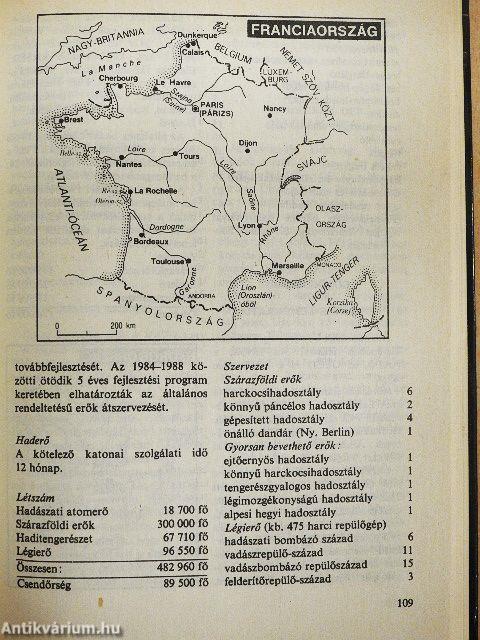 FRANCIAORSZÁG
NAGY-BRITANNIA
Dunkerque
Calais
BELGIUM
NÉMET SZÖV. KÖZT.
La Manche
LUXEM-
BURG
Cherbourg
Le Havre
Szajna
(Seine)
PÁRIS
(PÁRIZS)
Nancy
Brest
Dijon
Belle-I.
Loire
Tours
Nantes
Loire
SVÁJC
ATLANTI-ÓCEÁN
Ré
La Rochelle
Oléron
Saône
OLASZ-
ORSZÁG
Lyon
Rhône
Dordogne
Bordeaux
Toulouse
Garonne
Marseille
MONACO
LIGUR-TENGER
ANDORRA
Lion
(Oroszlán)-
öböl
Korzika
(Corse)
SPANYOLORSZÁG
0 200 km
továbbfejlesztését. Az 1984–1988 kö-
zötti ötödik 5 éves fejlesztési program
keretében elhatározták az általános
rendeltetésű erők átszervezését.
Haderő
A kötelező katonai szolgálati idő
12 hónap.
Létszám
Hadászati atomerő 18 700 fő
Szárazföldi erők 300 000 fő
Haditengerészet 67 710 fő
Légierő 96 550 fő
Összesen: 482 960 fő
Csendőrség 89 500 fő
Szervezet
Szárazföldi erők
harckocsihadosztály 6
könnyű páncélos hadosztály 2
gépesített hadosztály 4
önálló dandár (Ny. Berlin) 1
Gyorsan bevethető erők:
ejtőernyős hadosztály 1
könnyű harckocsihadosztály 1
tengerészgyalogos hadosztály 1
légimozgékonyságú hadosztály 1
alpesi hegyi hadosztály 1
Légierő (kb. 475 harci repülőgép)
hadászati bombázó század 6
vadászrepülő-század 11
vadászbombázó repülőszázad 15
felderítőrepülő-század 3
109
Antikvárium.hu